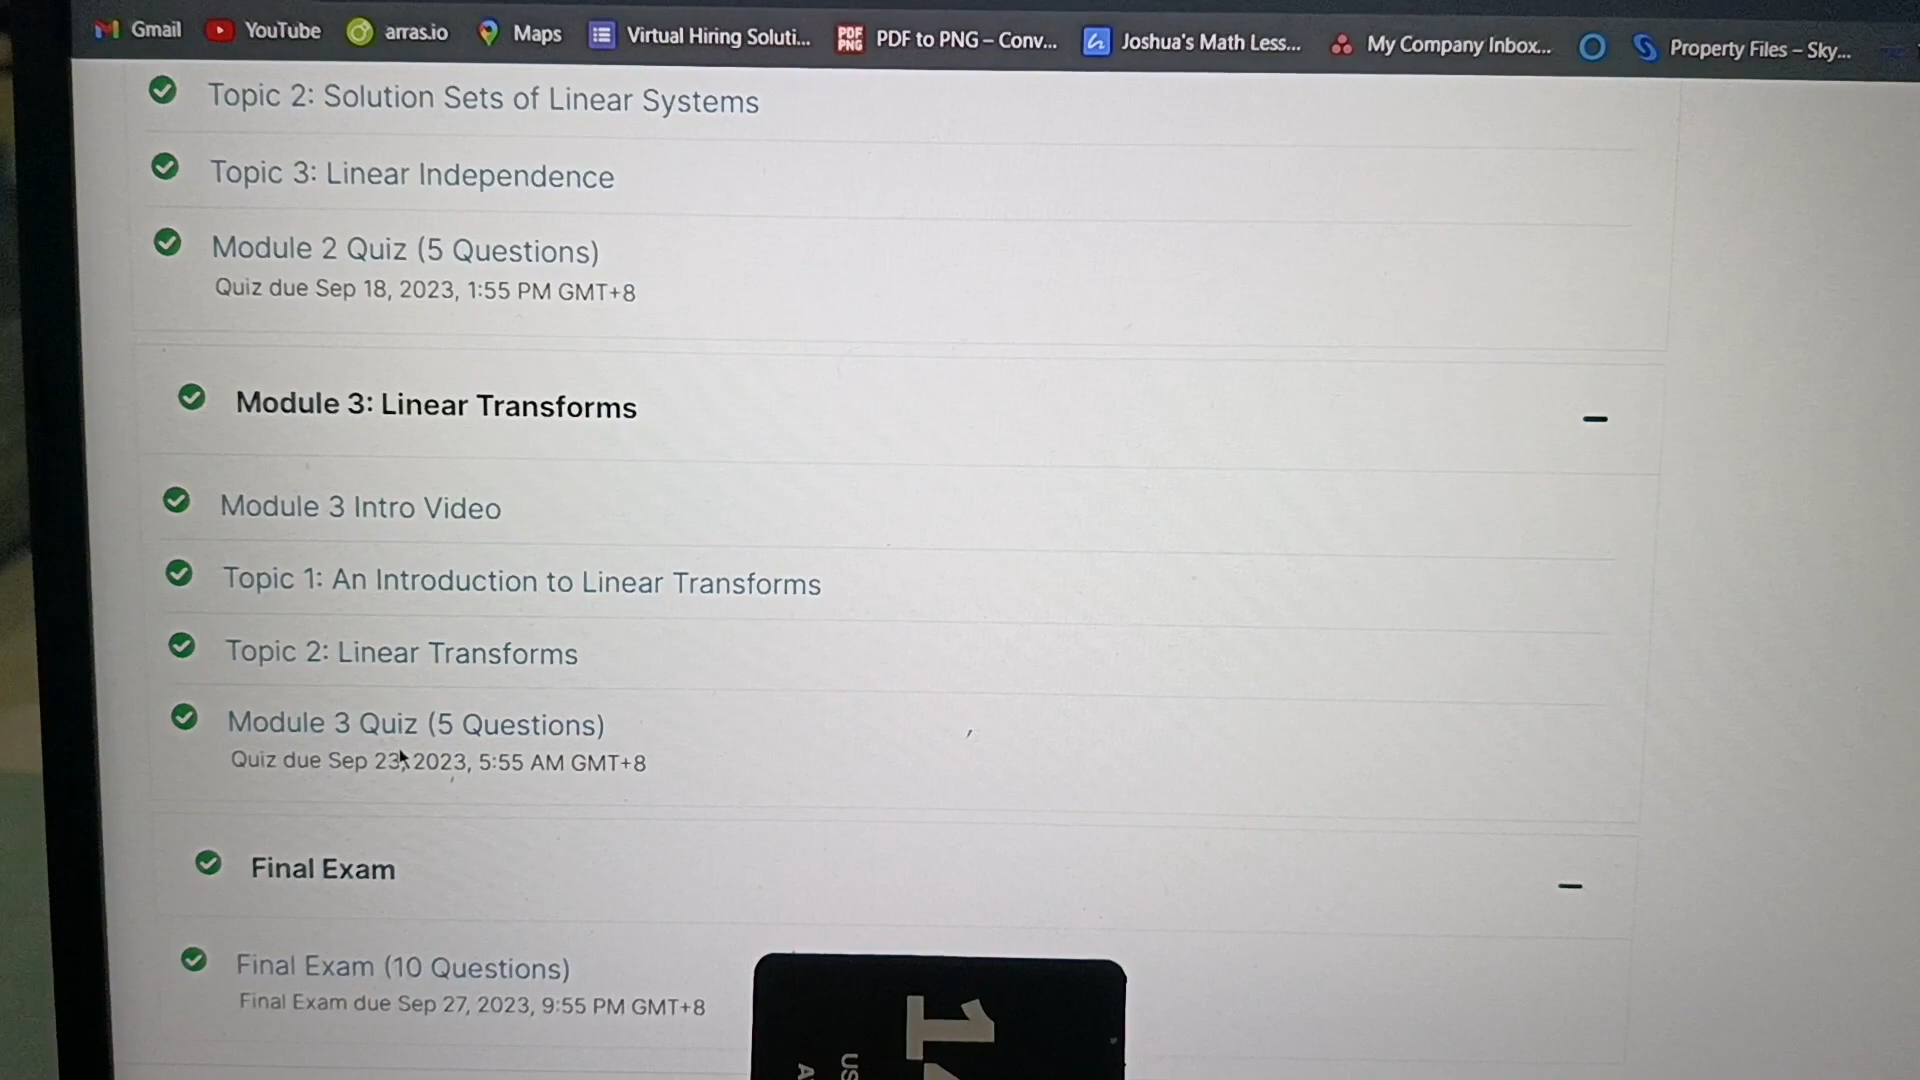 Gmail
YouTube
arras.io
Maps
Virtual Hiring Soluti...
PDF PNG
PDF to PNG – Conv...
Joshua's Math Less...
My Company Inbox...
Property Files – Sky...
Topic 2: Solution Sets of Linear Systems
Topic 3: Linear Independence
Module 2 Quiz (5 Questions)
Quiz due Sep 18, 2023, 1:55 PM GMT+8
Module 3: Linear Transforms
Module 3 Intro Video
Topic 1: An Introduction to Linear Transforms
Topic 2: Linear Transforms
Module 3 Quiz (5 Questions)
Quiz due Sep 23, 2023, 5:55 AM GMT+8
Final Exam
Final Exam (10 Questions)
Final Exam due Sep 27, 2023, 9:55 PM GMT+8